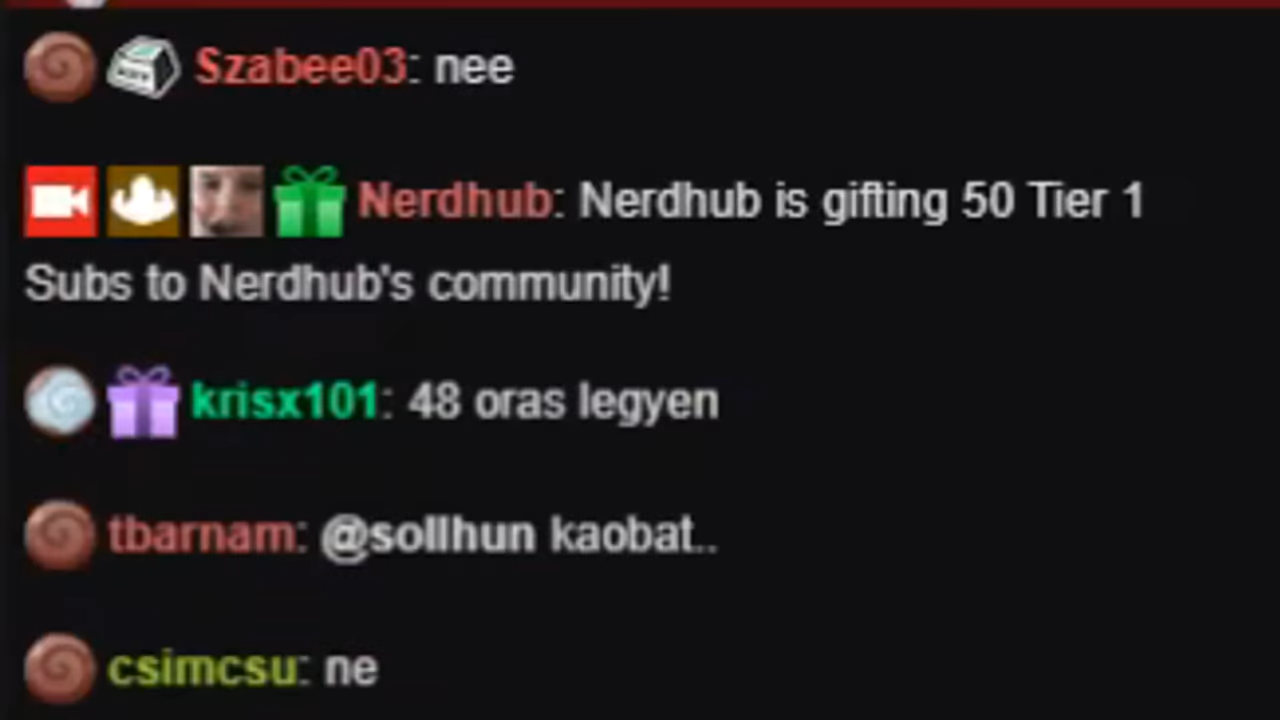 Szabee03: nee
Nerdhub: Nerdhub is gifting 50 Tier 1
Subs to Nerdhub's community!
krisx101: 48 oras legyen
tbarnam: @sollhun kaobat..
csimcsu: ne